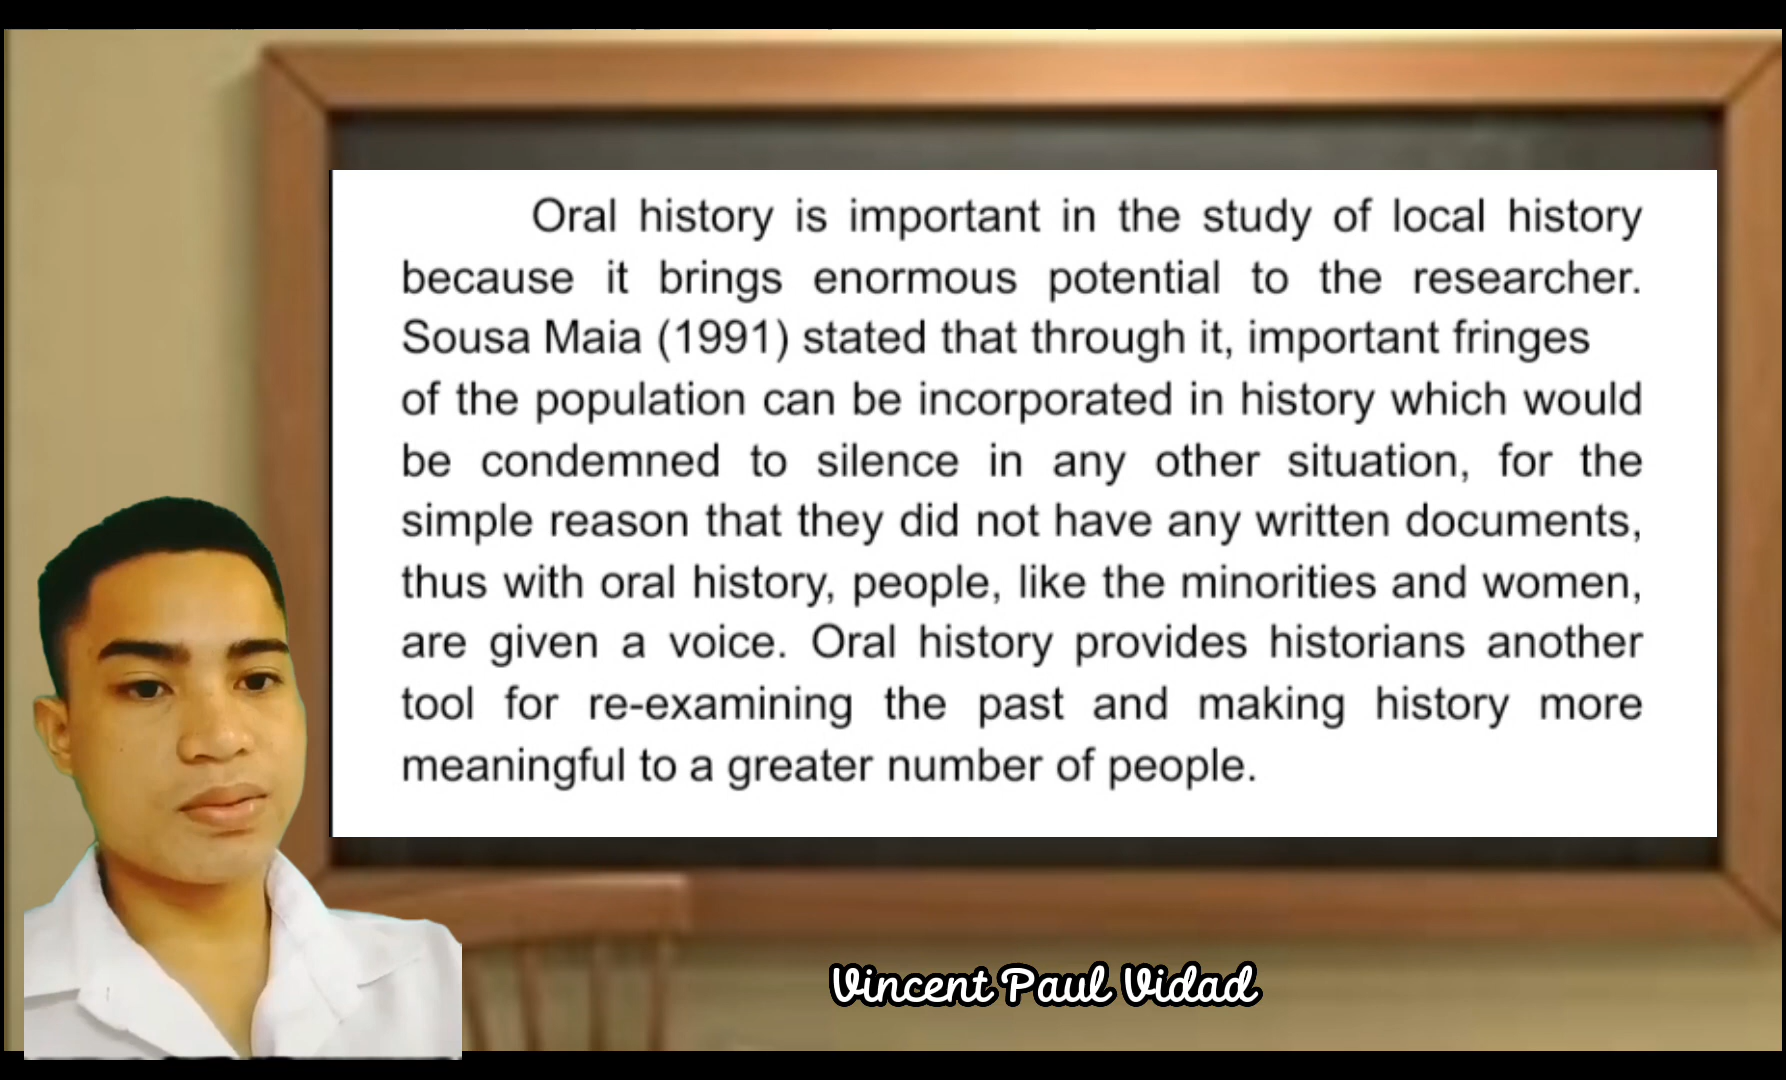 Oral history is important in the study of local history
because it brings enormous potential to the researcher.
Sousa Maia (1991) stated that through it, important fringes
of the population can be incorporated in history which would
be condemned to silence in any other situation, for the
simple reason that they did not have any written documents,
thus with oral history, people, like the minorities and women,
are given a voice. Oral history provides historians another
tool for re-examining the past and making history more
meaningful to a greater number of people.
Vincent Paul Vidad